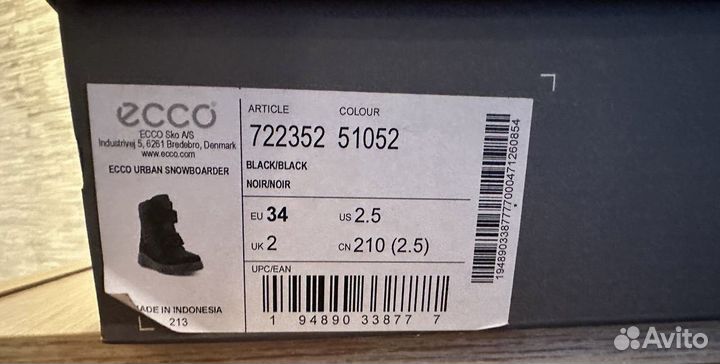 ecco
ECCO Sko A/S
Industrivej 5, 6261 Bredebro, Denmark
www.ecco.com
ECCO URBAN SNOWBOARDER
ADE IN INDONESIA
213
ARTICLE COLOUR
722352 51052
BLACK/BLACK
NOIR/NOIR
EU 34 US 2.5
UK 2 CN 210 (2.5)
UPC/EAN
1 94890 33877 7
1948903387777000471260854
Avito